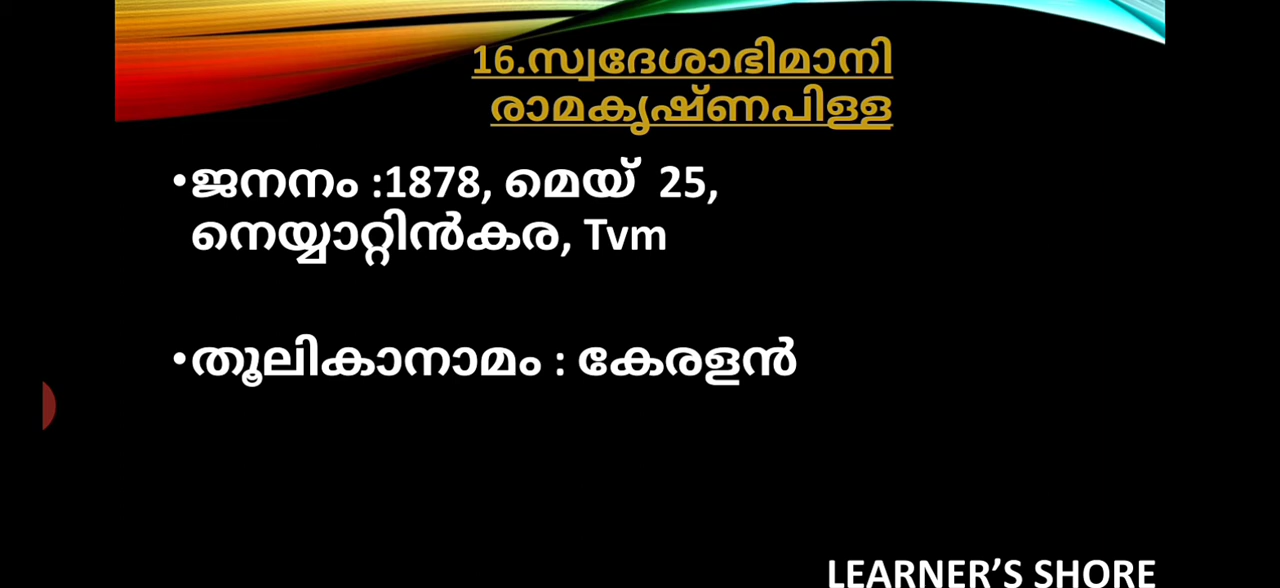 16.സ്വദേശാഭിമാനി
രാമകൃഷ്ണപിള്ള
•ജനനം :1878, മെയ് 25,
നെയ്യാറ്റിൻകര, Tvm
•തൂലികാനാമം : കേരളൻ
LEARNER’S SHORE